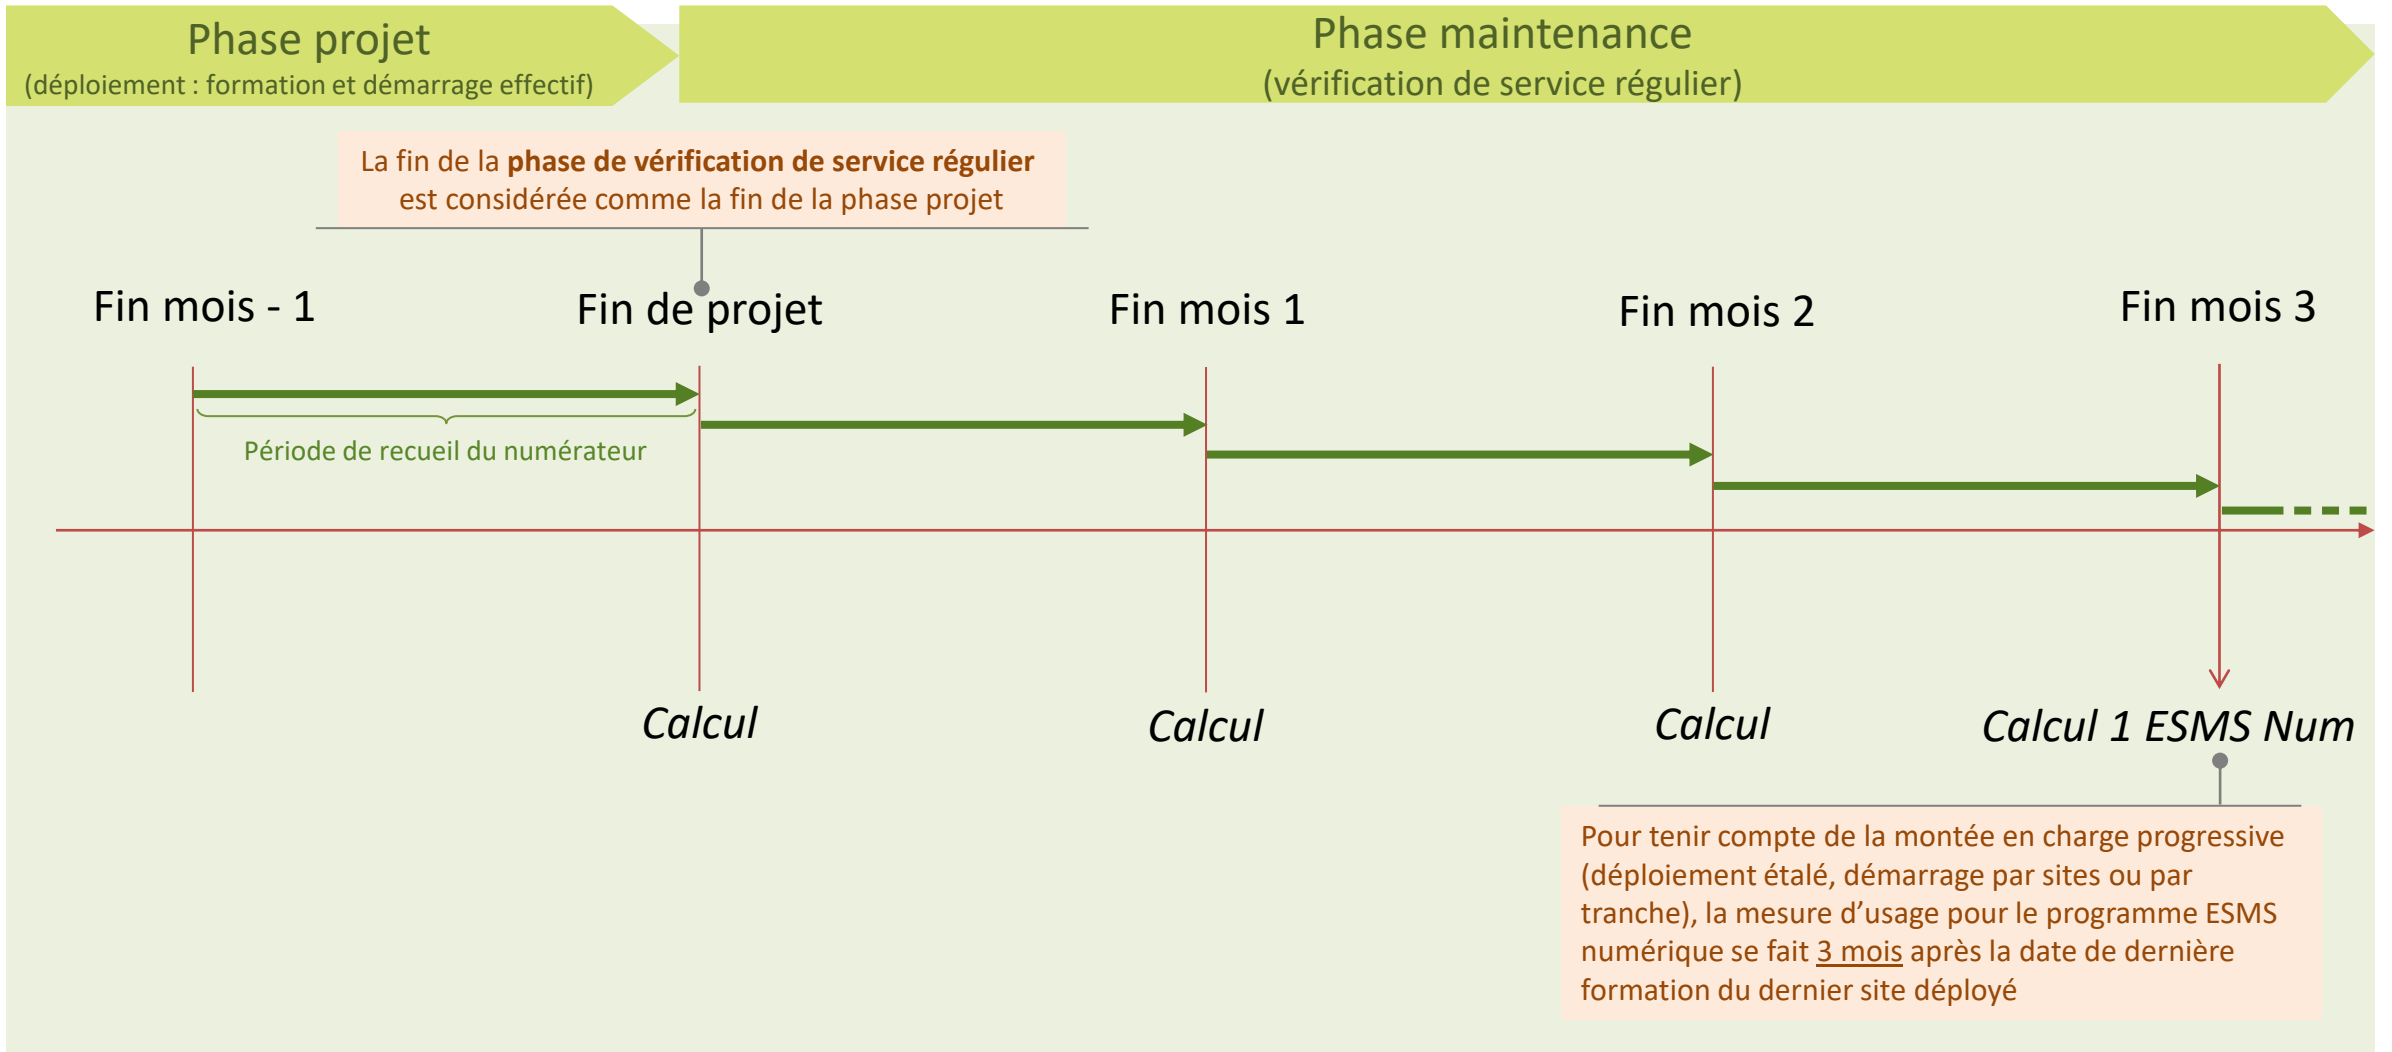 Phase projet
(déploiement : formation et démarrage effectif)
Phase maintenance
(vérification de service régulier)
La fin de la phase de vérification de service régulier
est considérée comme la fin de la phase projet
Fin mois - 1
Fin de projet
Fin mois 1
Fin mois 2
Fin mois 3
Période de recueil du numérateur
Calcul
Calcul
Calcul
Calcul 1 ESMS Num
Pour tenir compte de la montée en charge progressive
(déploiement étalé, démarrage par sites ou par
tranche), la mesure d’usage pour le programme ESMS
numérique se fait 3 mois après la date de dernière
formation du dernier site déployé